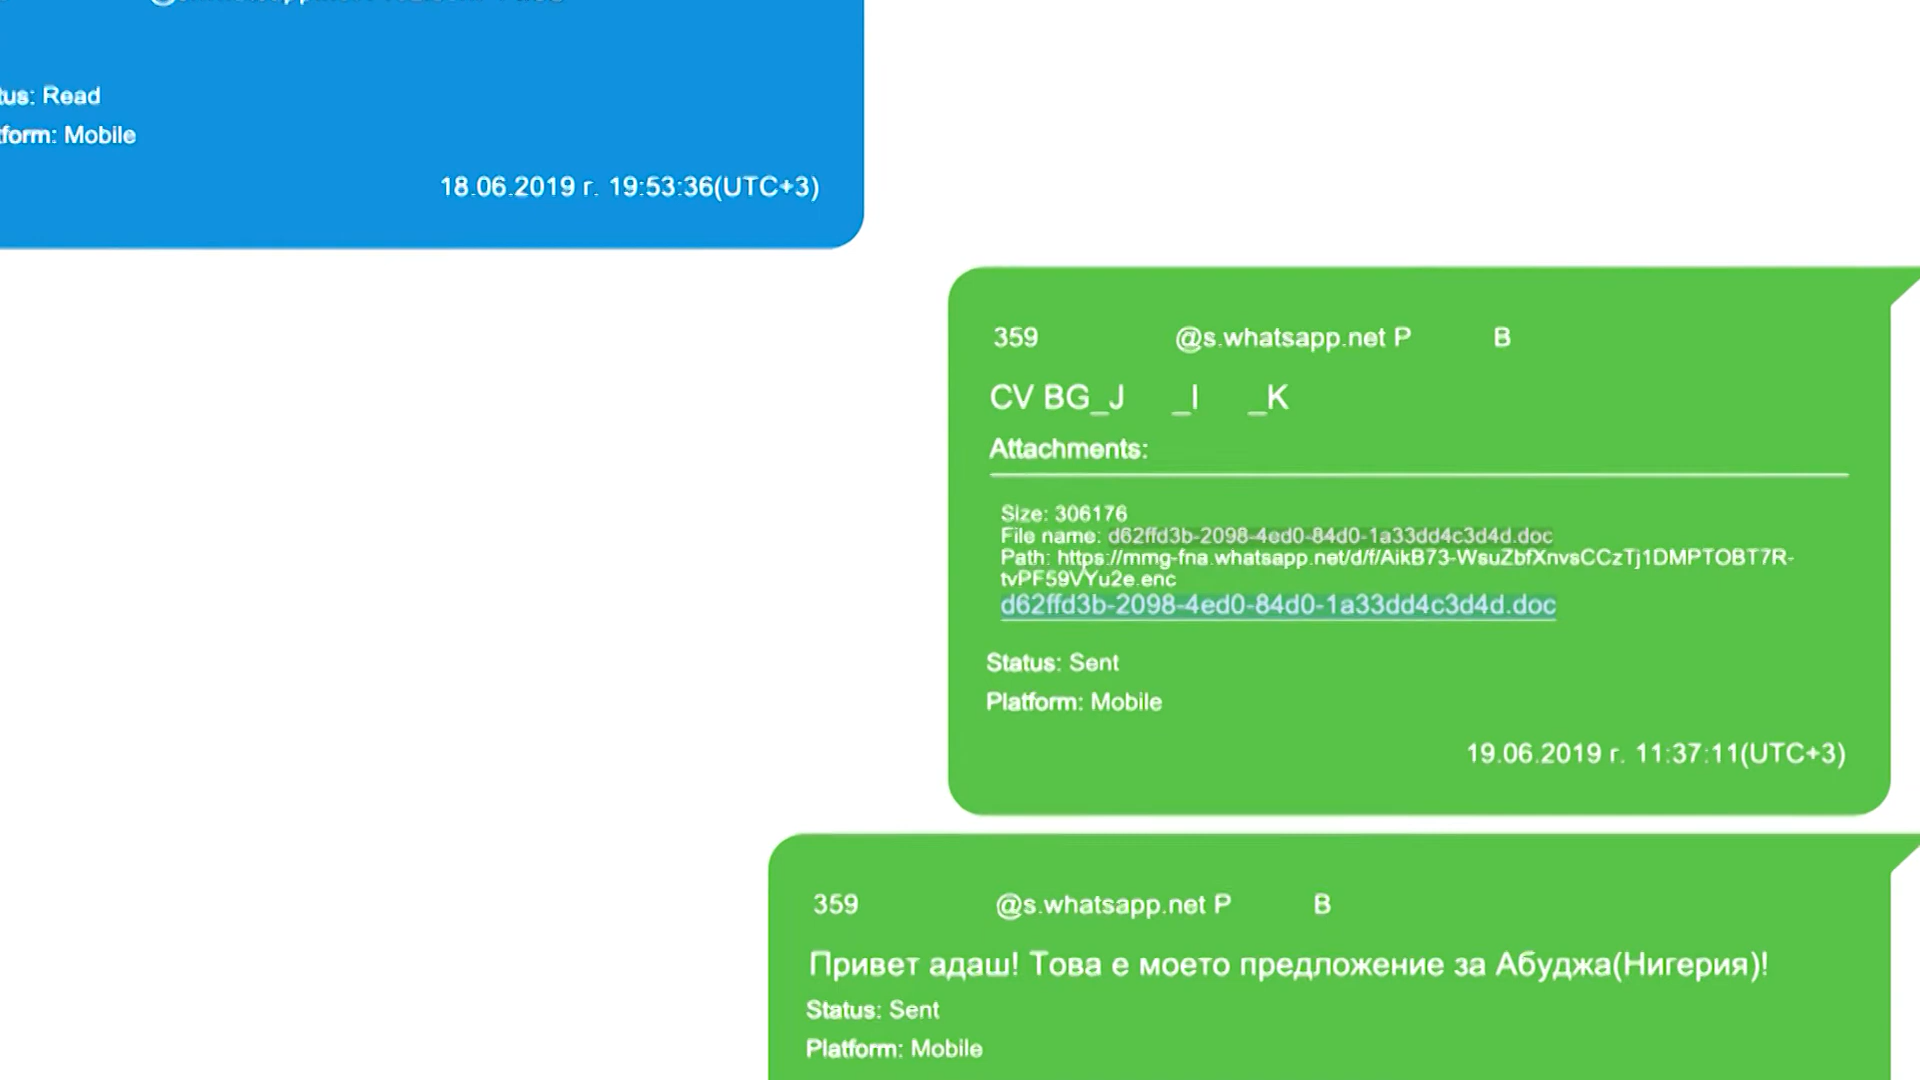 tus: Read
tform: Mobile
18.06.2019 г. 19:53:36(UTC+3)
359 @s.whatsapp.net P B
CV BG_J _I _K
Attachments:
Size: 306176
File name: d62ffd3b-2098-4ed0-84d0-1a33dd4c3d4d.doc
Path: https://mmg-fna.whatsapp.net/d/f/AikB73-WsuZbfXnvsCCzTj1DMPTOBT7R-
tvPF59VYu2e.enc
d62ffd3b-2098-4ed0-84d0-1a33dd4c3d4d.doc
Status: Sent
Platform: Mobile
19.06.2019 г. 11:37:11(UTC+3)
359 @s.whatsapp.net P B
Привет адаш! Това е моето предложение за Абуджа(Нигерия)!
Status: Sent
Platform: Mobile